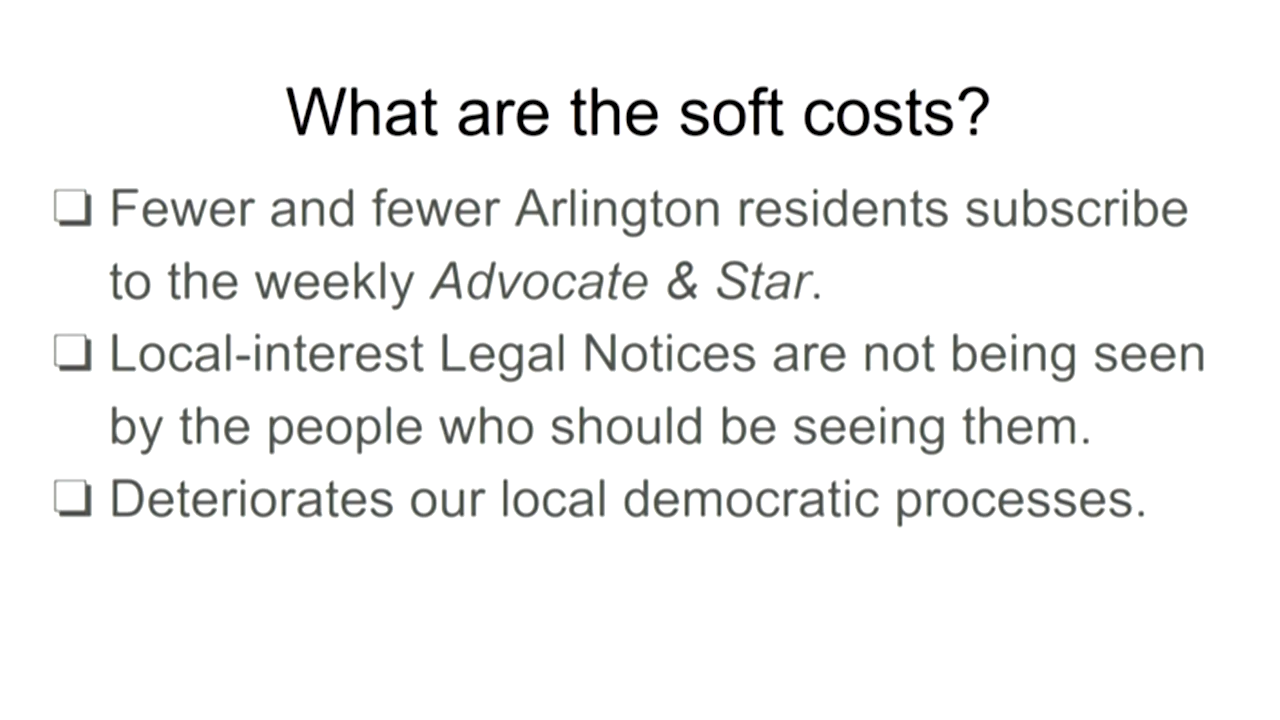 What are the soft costs?
❏ Fewer and fewer Arlington residents subscribe
to the weekly Advocate & Star.
❏ Local-interest Legal Notices are not being seen
by the people who should be seeing them.
❏ Deteriorates our local democratic processes.